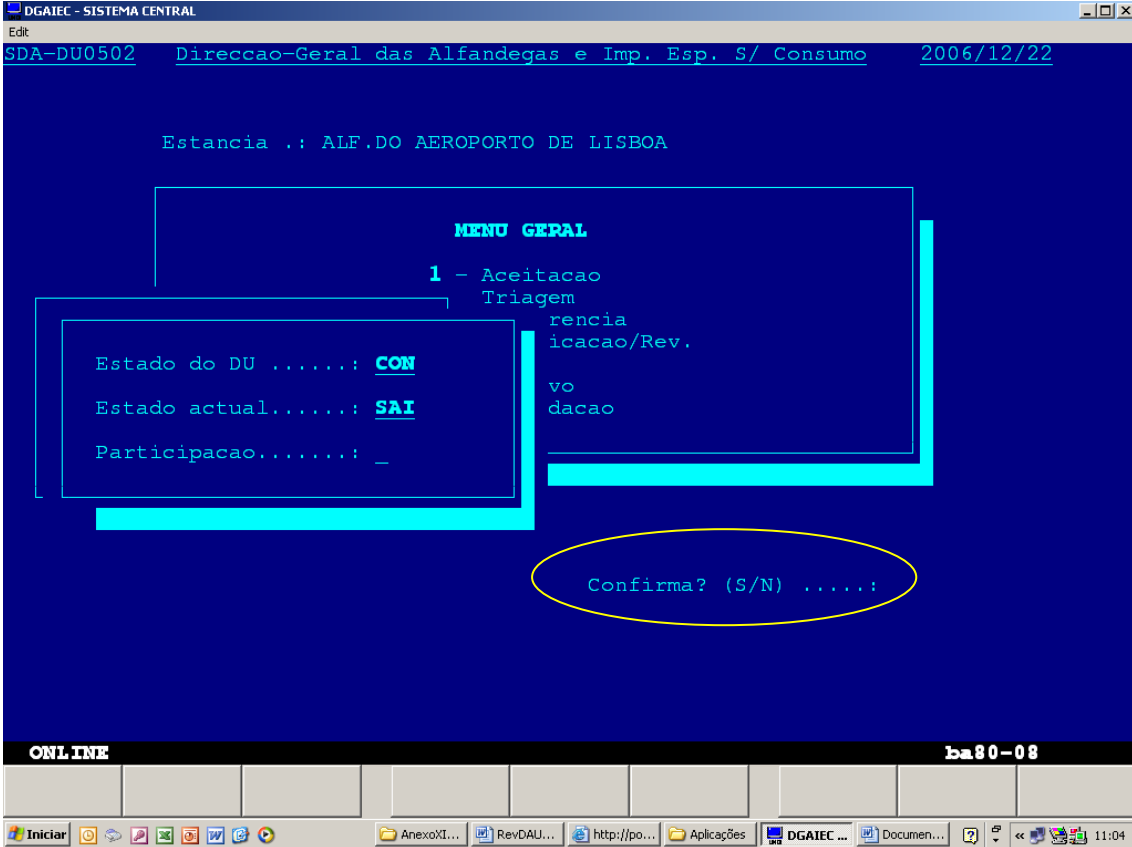 DGAIEC - SISTEMA CENTRAL
Edit
SDA-DU0502 Direccao-Geral das Alfandegas e Imp. Esp. S/ Consumo 2006/12/22
Estancia .: ALF.DO AEROPORTO DE LISBOA
MENU GERAL
1 - Aceitacao
Triagem
rencia
icacao/Rev.
Estado do DU ......: CON
vo
Estado actual......: SAI
dacao
Participacao.......: _
Confirma? (S/N) .....:
ONLINE ba80-08
Iniciar AnexoXI... RevDAU... http://po... Aplicações DGAIEC ... Documen... « 11:04